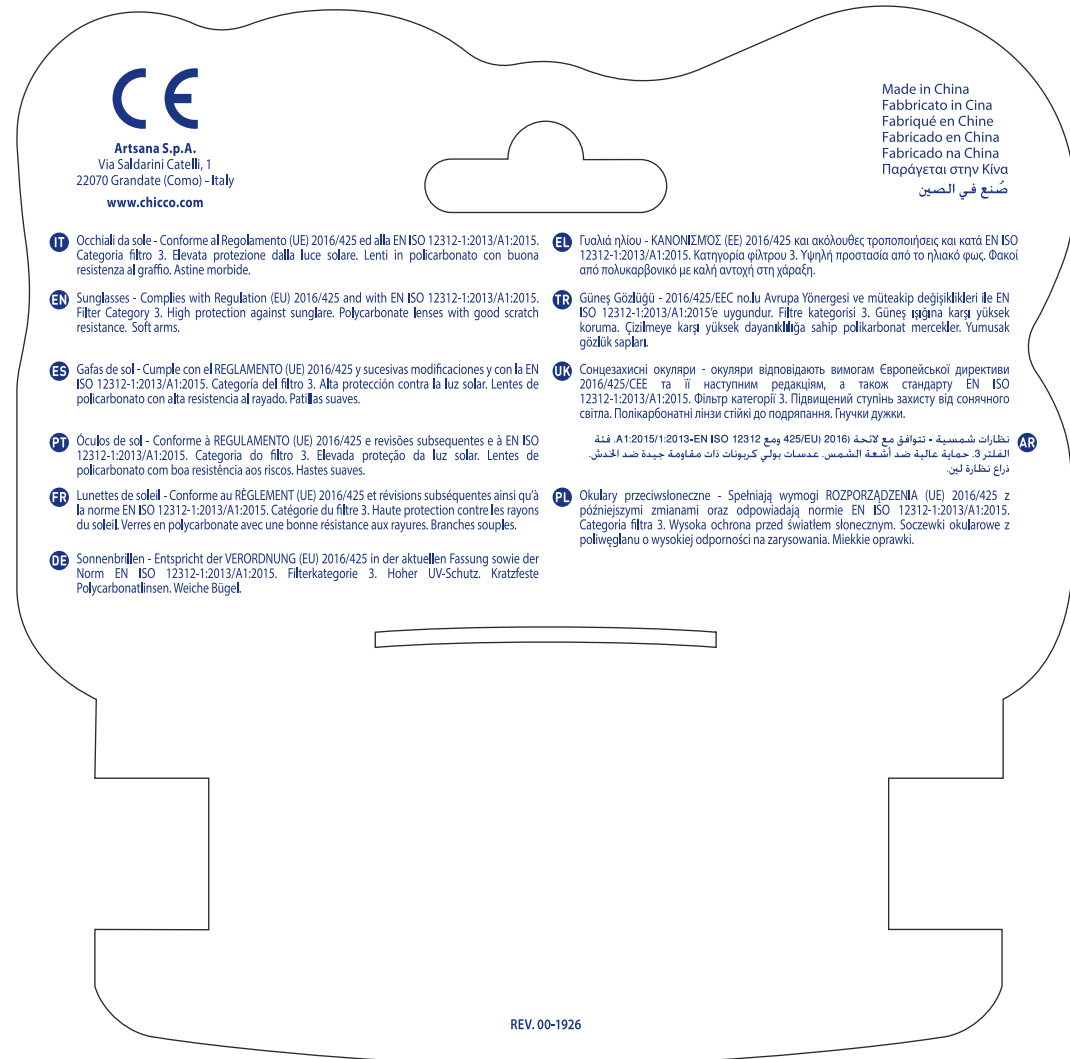 CE
Artsana S.p.A.
Via Saldarini Catelli, 1
22070 Grandate (Como) - Italy
www.chicco.com
Made in China
Fabbricato in Cina
Fabriqué en Chine
Fabricado en China
Fabricado na China
Παράγεται στην Κίνα
صُنع في الصين
IT Occhiali da sole - Conforme al Regolamento (UE) 2016/425 ed alla EN ISO 12312-1:2013/A1:2015.
Categoria filtro 3. Elevata protezione dalla luce solare. Lenti in policarbonato con buona
resistenza al graffio. Astine morbide.
EN Sunglasses - Complies with Regulation (EU) 2016/425 and with EN ISO 12312-1:2013/A1:2015.
Filter Category 3. High protection against sunglare. Polycarbonate lenses with good scratch
resistance. Soft arms.
ES Gafas de sol - Cumple con el REGLAMENTO (UE) 2016/425 y sucesivas modificaciones y con la EN
ISO 12312-1:2013/A1:2015. Categoría del filtro 3. Alta protección contra la luz solar. Lentes de
policarbonato con alta resistencia al rayado. Patillas suaves.
PT Óculos de sol - Conforme à REGULAMENTO (UE) 2016/425 e revisões subsequentes e à EN ISO
12312-1:2013/A1:2015. Categoria do filtro 3. Elevada proteção da luz solar. Lentes de
policarbonato com boa resistência aos riscos. Hastes suaves.
FR Lunettes de soleil - Conforme au RÈGLEMENT (UE) 2016/425 et révisions subséquentes ainsi qu'à
la norme EN ISO 12312-1:2013/A1:2015. Catégorie du filtre 3. Haute protection contre les rayons
du soleil. Verres en polycarbonate avec une bonne résistance aux rayures. Branches souples.
DE Sonnenbrillen - Entspricht der VERORDNUNG (EU) 2016/425 in der aktuellen Fassung sowie der
Norm EN ISO 12312-1:2013/A1:2015. Filterkategorie 3. Hoher UV-Schutz. Kratzfeste
Polycarbonatlinsen. Weiche Bügel.
EL Γυαλιά ηλίου - ΚΑΝΟΝΙΣΜΌΣ (ΕΕ) 2016/425 και ακόλουθες τροποποιήσεις και κατά EN ISO
12312-1:2013/A1:2015. Κατηγορία φίλτρου 3. Υψηλή προστασία από το ηλιακό φως. Φακοί
από πολυκαρβονικό με καλή αντοχή στη χάραξη.
TR Güneş Gözlüğü - 2016/425/EEC no.lu Avrupa Yönergesi ve müteakip değişiklikleri ile EN
ISO 12312-1:2013/A1:2015'e uygundur. Filtre kategorisi 3. Güneş ışığına karşı yüksek
koruma. Çizilmeye karşı yüksek dayanıklılığa sahip polikarbonat mercekler. Yumusak
gözlük sapları.
UK Сонцезахисні окуляри - окуляри відповідають вимогам Європейської директиви
2016/425/CEE та її наступним редакціям, а також стандарту EN ISO
12312-1:2013/A1:2015. Фільтр категорії 3. Підвищений ступінь захисту від сонячного
світла. Полікарбонатні лінзи стійкі до подряпання. Гнучки дужки.
AR نظارات شمسية - تتوافق مع لائحة (2016 /425/EU) ومع A1:2015/1:2013-EN ISO 12312. فئة
الفلتر 3. حماية عالية ضد أشعة الشمس. عدسات بولي كربونات ذات مقاومة جيدة ضد الخدش.
ذراع نظارة لين.
PL Okulary przeciwsłoneczne - Spełniają wymogi ROZPORZĄDZENIA (UE) 2016/425 z
późniejszymi zmianami oraz odpowiadają normie EN ISO 12312-1:2013/A1:2015.
Categoria filtra 3. Wysoka ochrona przed światłem słonecznym. Soczewki okularowe z
poliwęglanu o wysokiej odporności na zarysowania. Miekkie oprawki.
REV. 00-1926